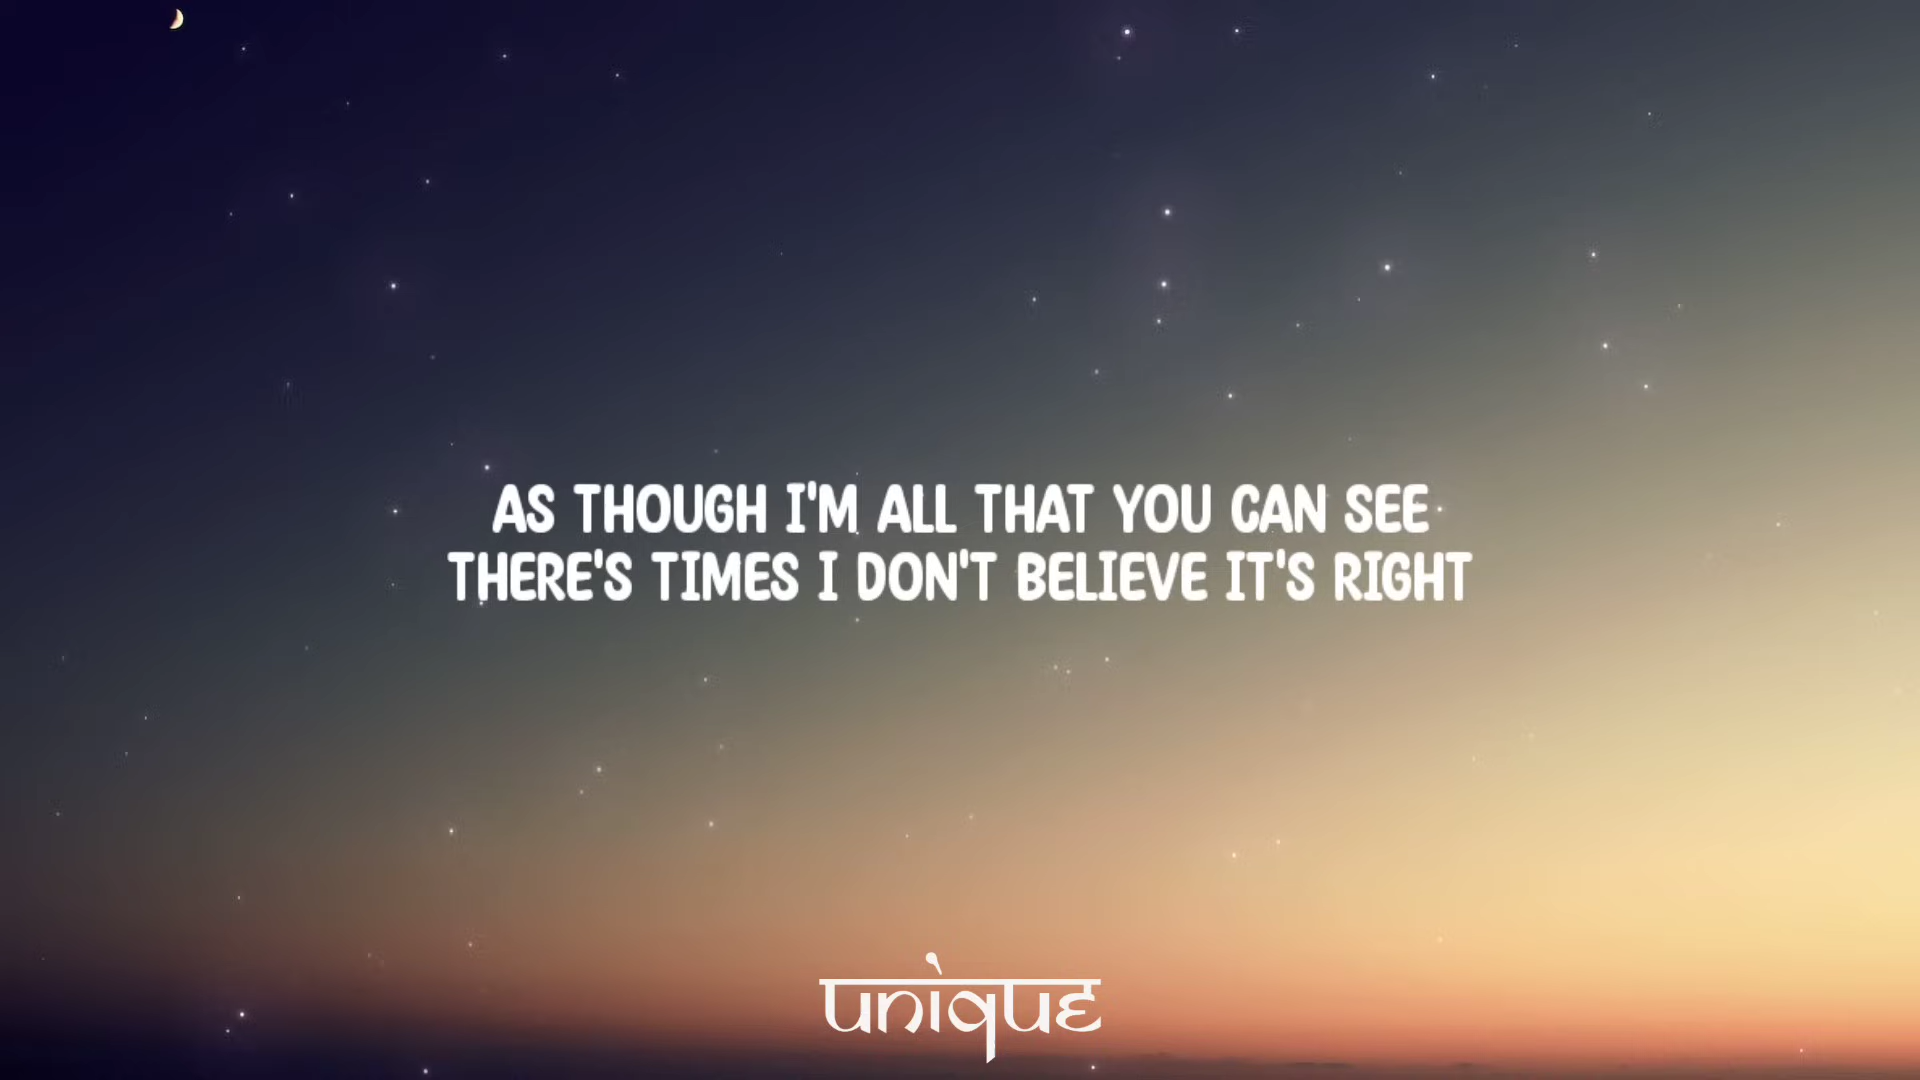 AS THOUGH I'M ALL THAT YOU CAN SEE
THERE'S TIMES I DON'T BELIEVE IT'S RIGHT
unique